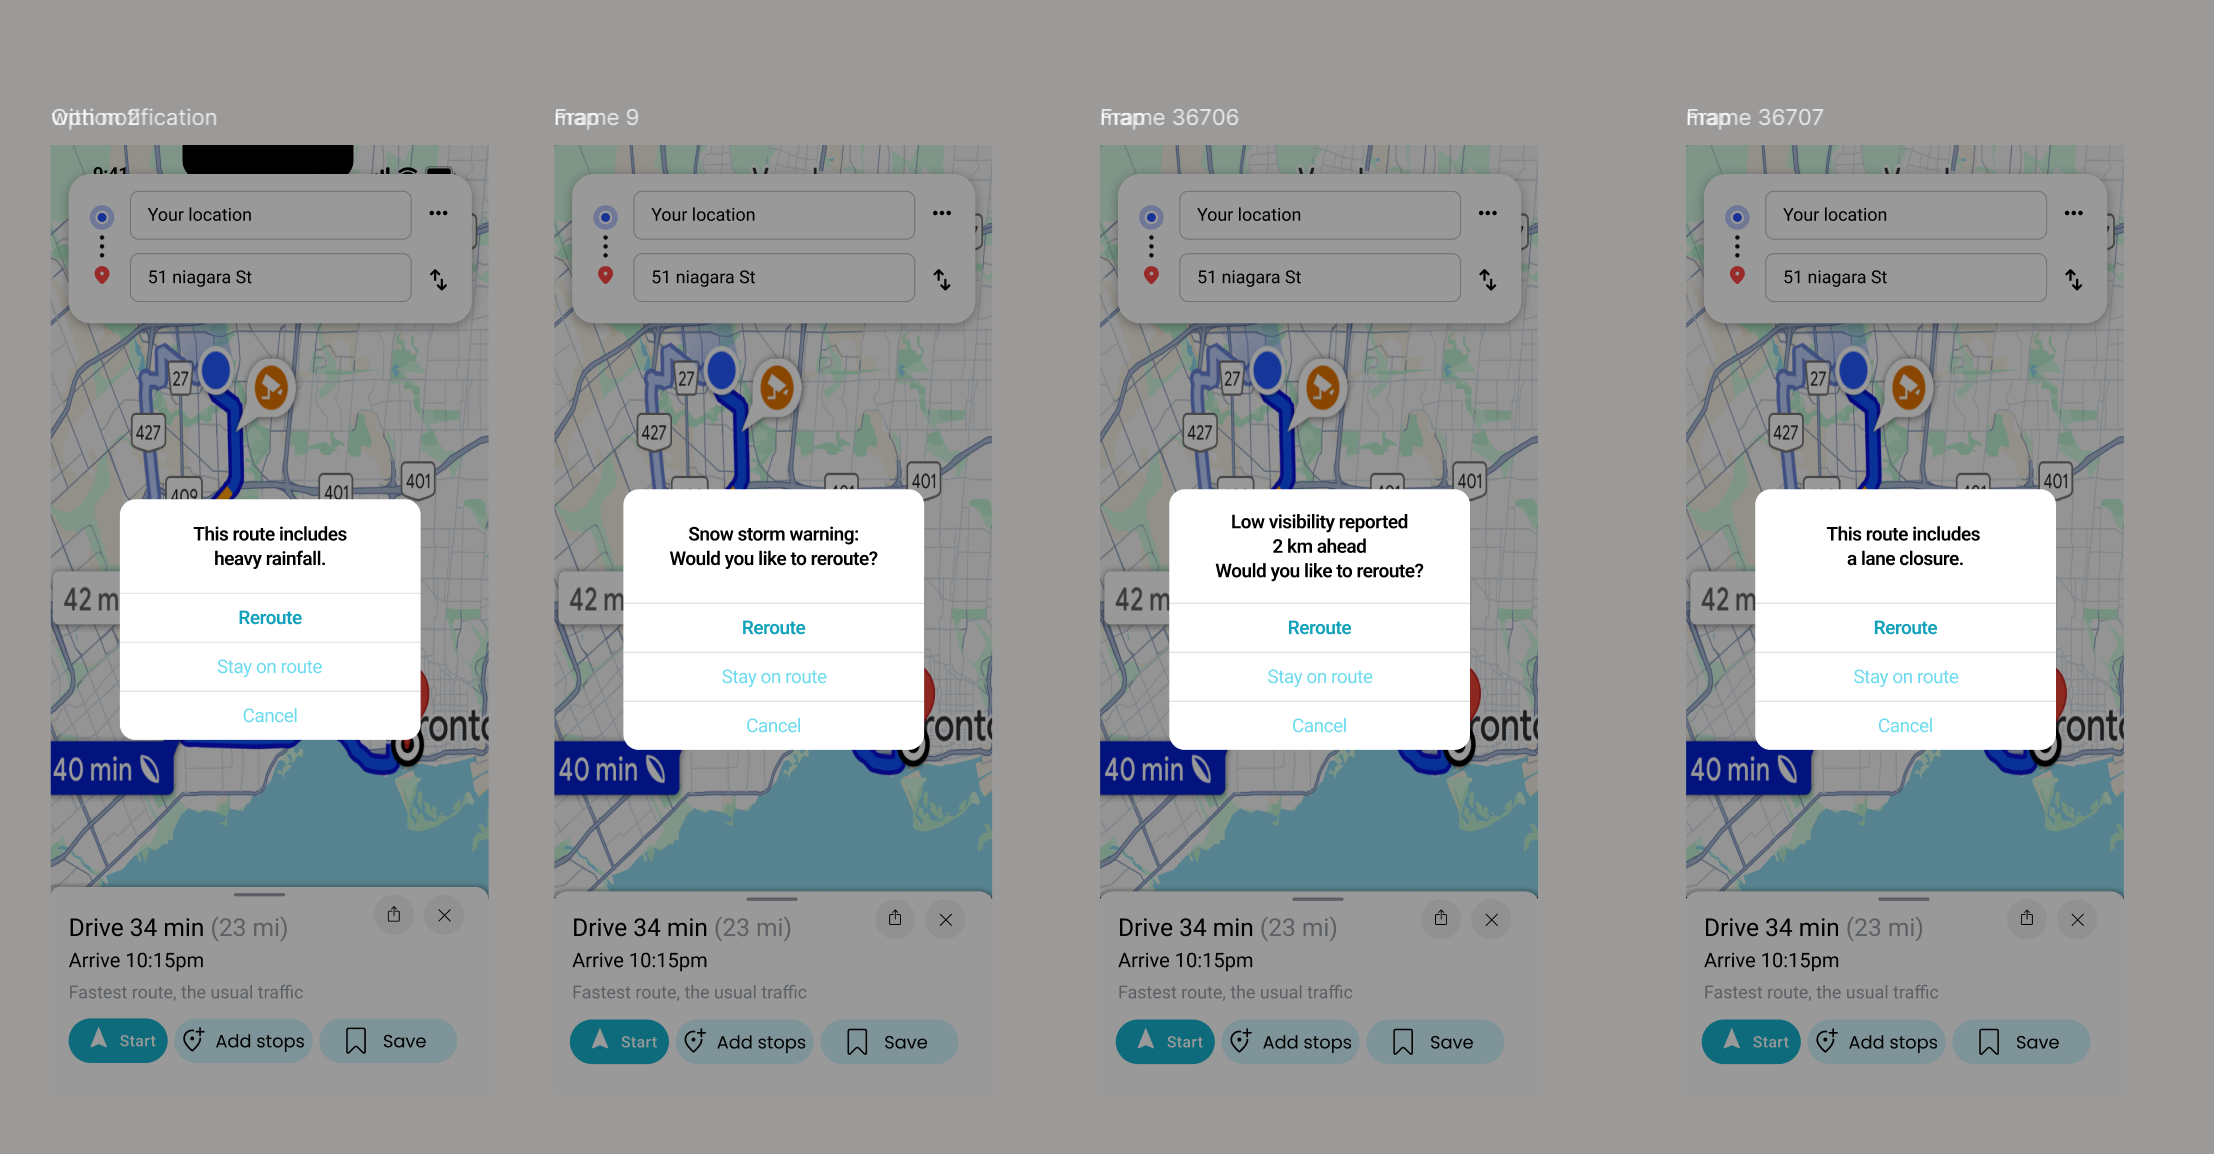 With notification
Option 2
9:41
Your location
51 niagara St
27
427
409
401
401
This route includes
heavy rainfall.
Reroute
Stay on route
Cancel
42 m
40 min
Drive 34 min (23 mi)
Arrive 10:15pm
Fastest route, the usual traffic
Start
Add stops
Save
Frame 9
map
Your location
51 niagara St
27
427
401
401
Snow storm warning:
Would you like to reroute?
Reroute
Stay on route
Cancel
42 m
40 min
ronto
Drive 34 min (23 mi)
Arrive 10:15pm
Fastest route, the usual traffic
Start
Add stops
Save
Frame 36706
map
Your location
51 niagara St
27
427
401
401
Low visibility reported
2 km ahead
Would you like to reroute?
Reroute
Stay on route
Cancel
42 m
40 min
Drive 34 min (23 mi)
Arrive 10:15pm
Fastest route, the usual traffic
Start
Add stops
Save
Frame 36707
map
Your location
51 niagara St
27
427
401
This route includes
a lane closure.
Reroute
Stay on route
Cancel
42 m
40 min
Drive 34 min (23 mi)
Arrive 10:15pm
Fastest route, the usual traffic
Start
Add stops
Save